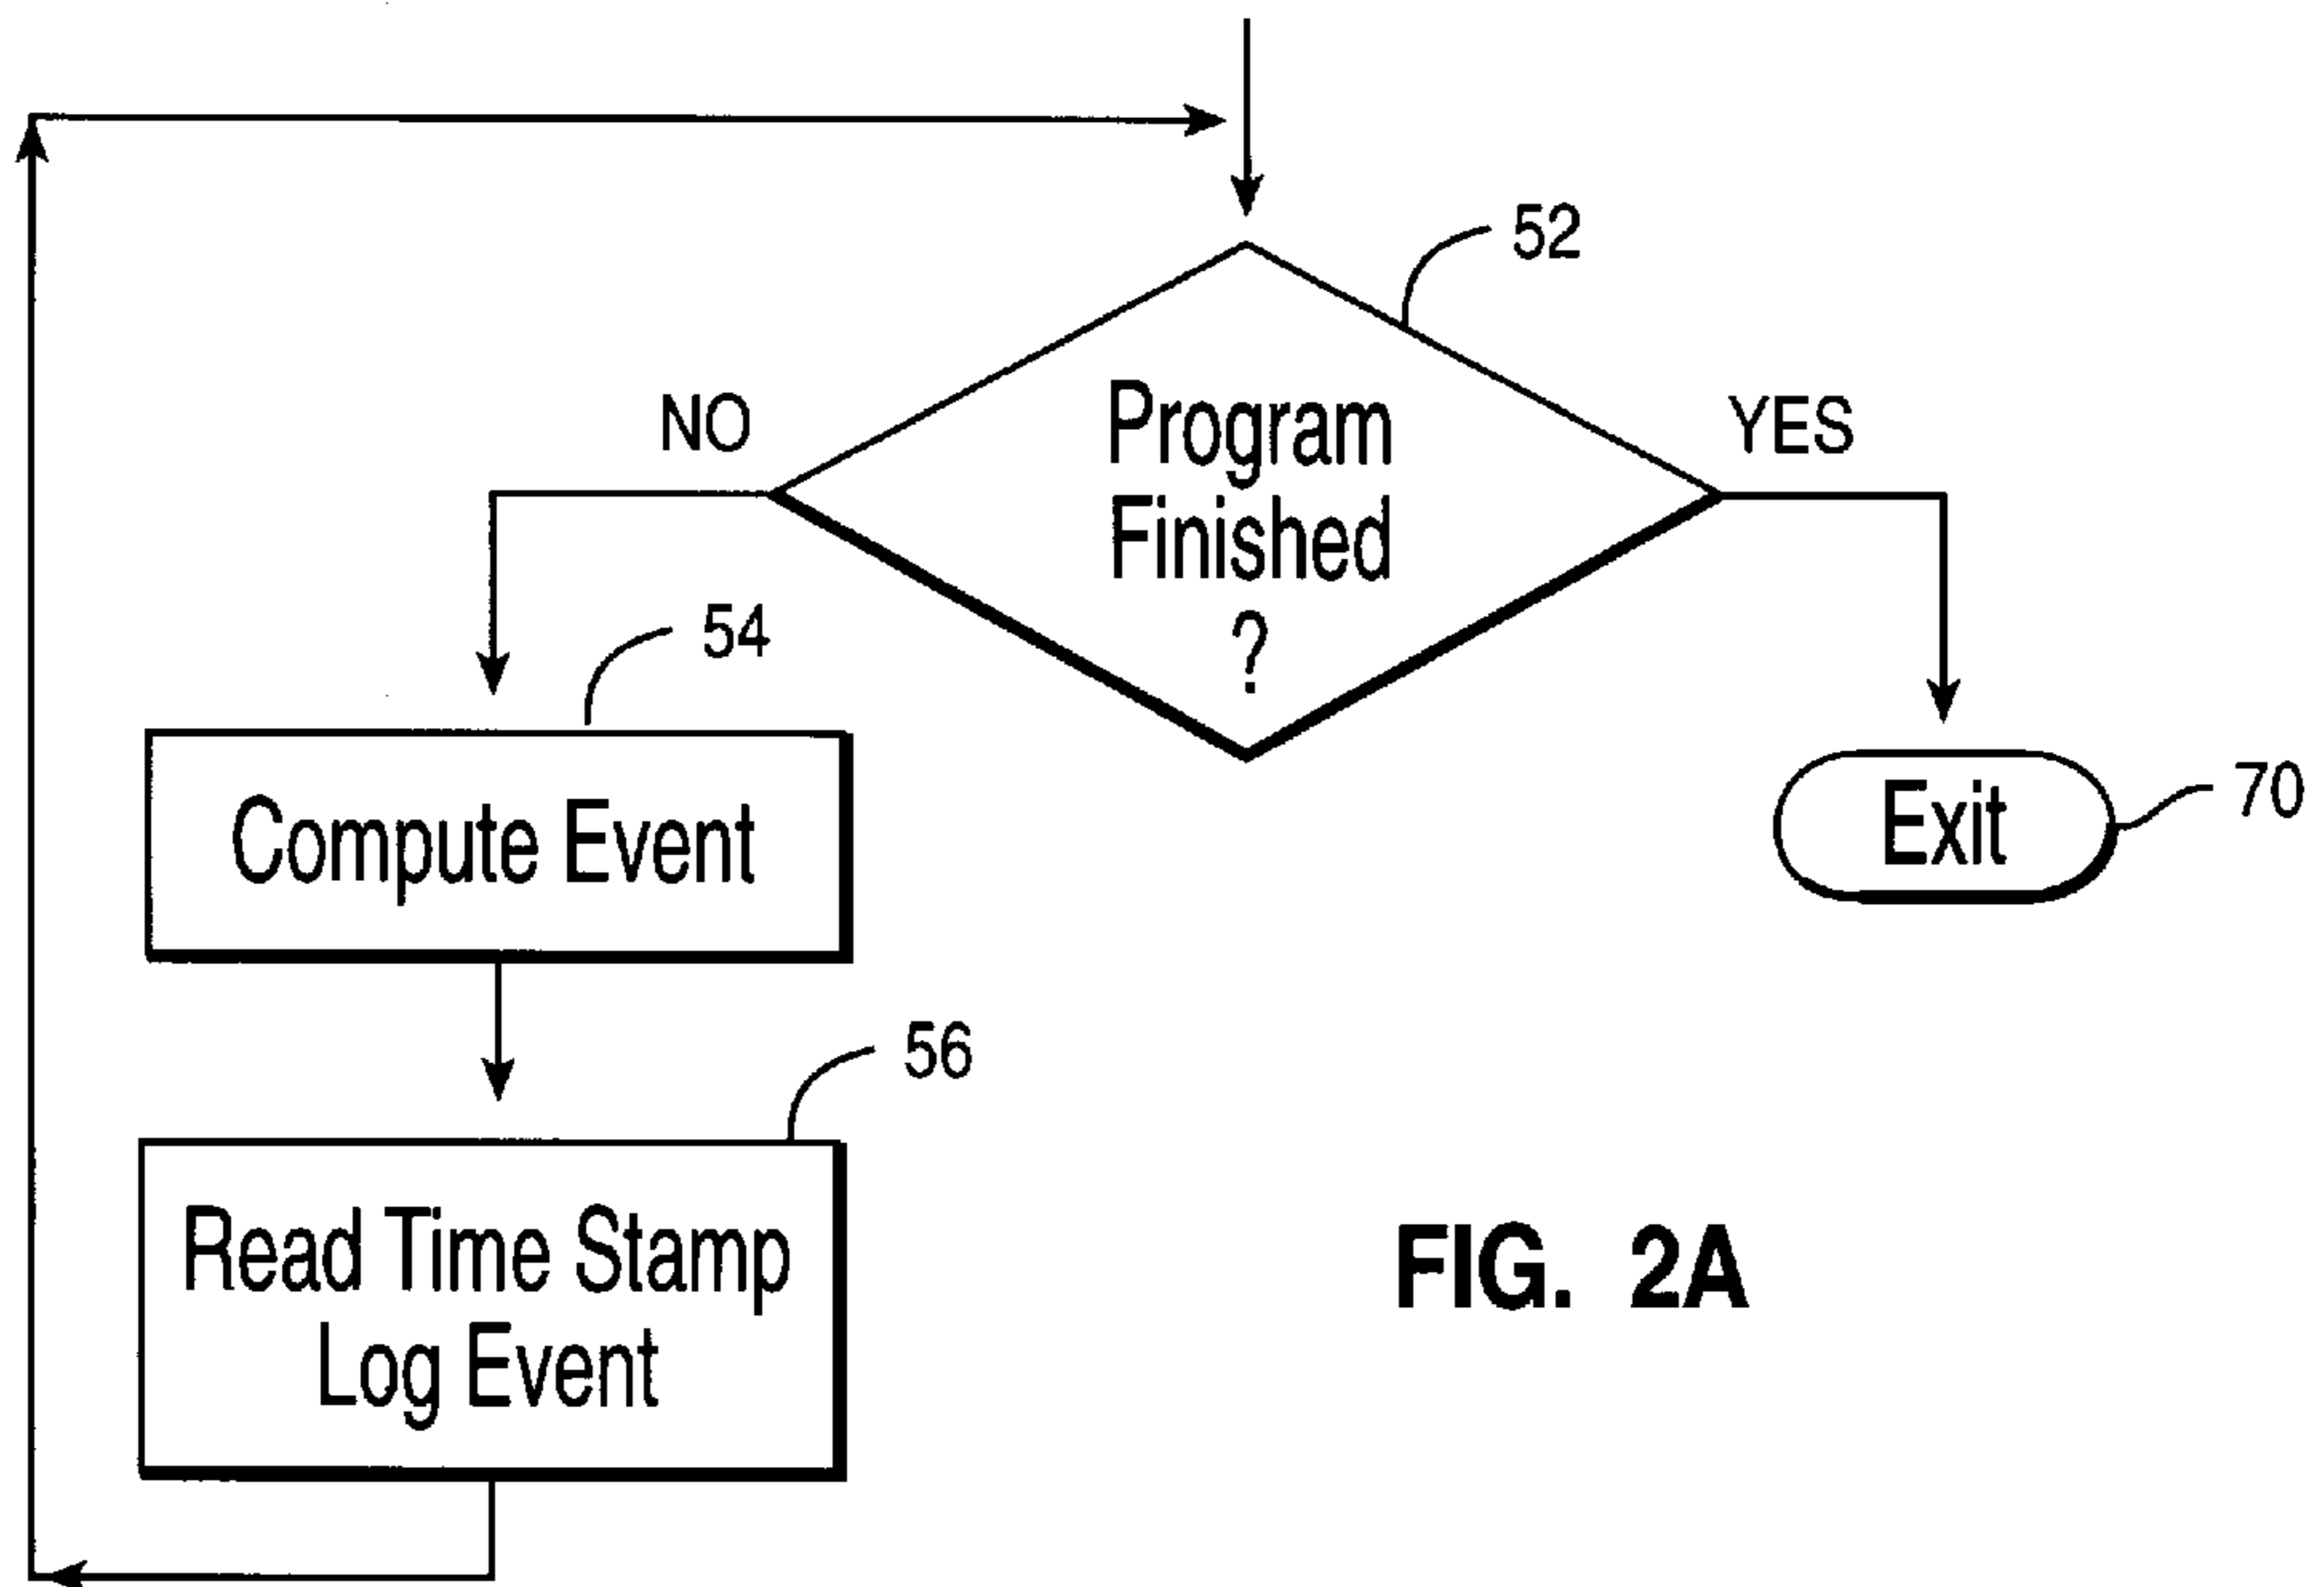 52
NO
YES
Program
Finished
?
54
Compute Event
Exit
70
56
Read Time Stamp
Log Event
FIG. 2A